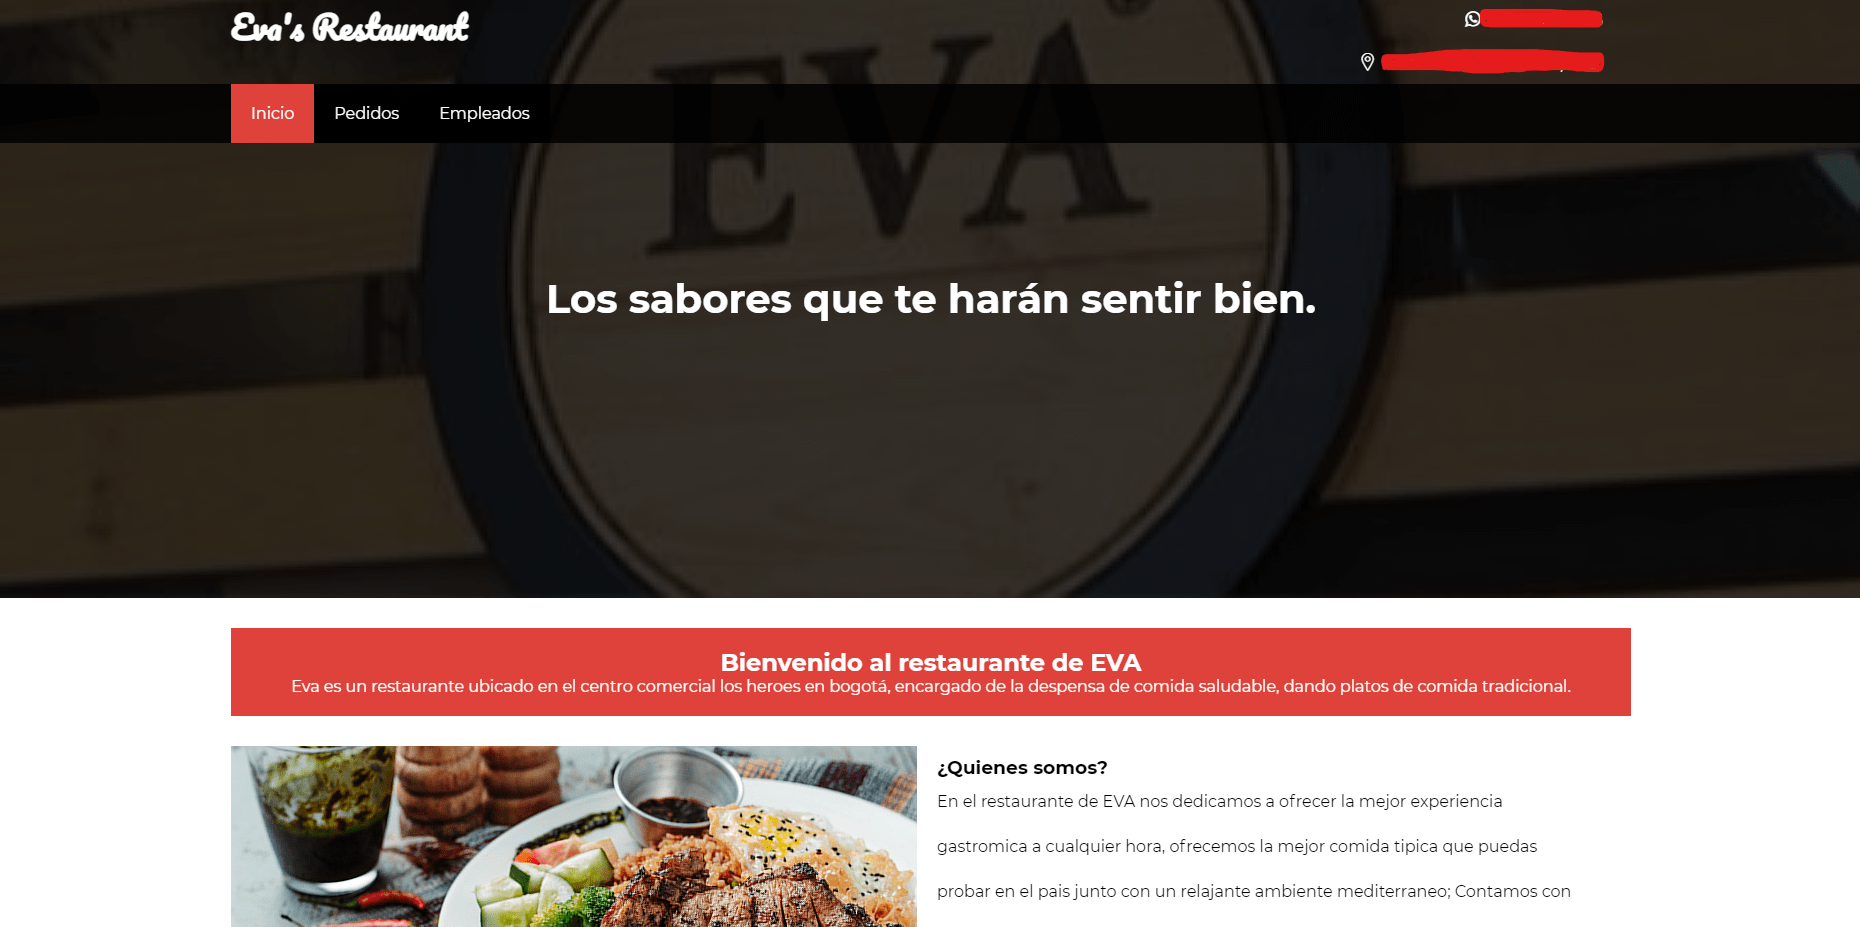 Eva's Restaurant
Inicio Pedidos Empleados
EVA
Los sabores que te harán sentir bien.
Bienvenido al restaurante de EVA
Eva es un restaurante ubicado en el centro comercial los heroes en bogotá, encargado de la despensa de comida saludable, dando platos de comida tradicional.
¿Quienes somos?
En el restaurante de EVA nos dedicamos a ofrecer la mejor experiencia
gastromica a cualquier hora, ofrecemos la mejor comida tipica que puedas
probar en el pais junto con un relajante ambiente mediterraneo; Contamos con